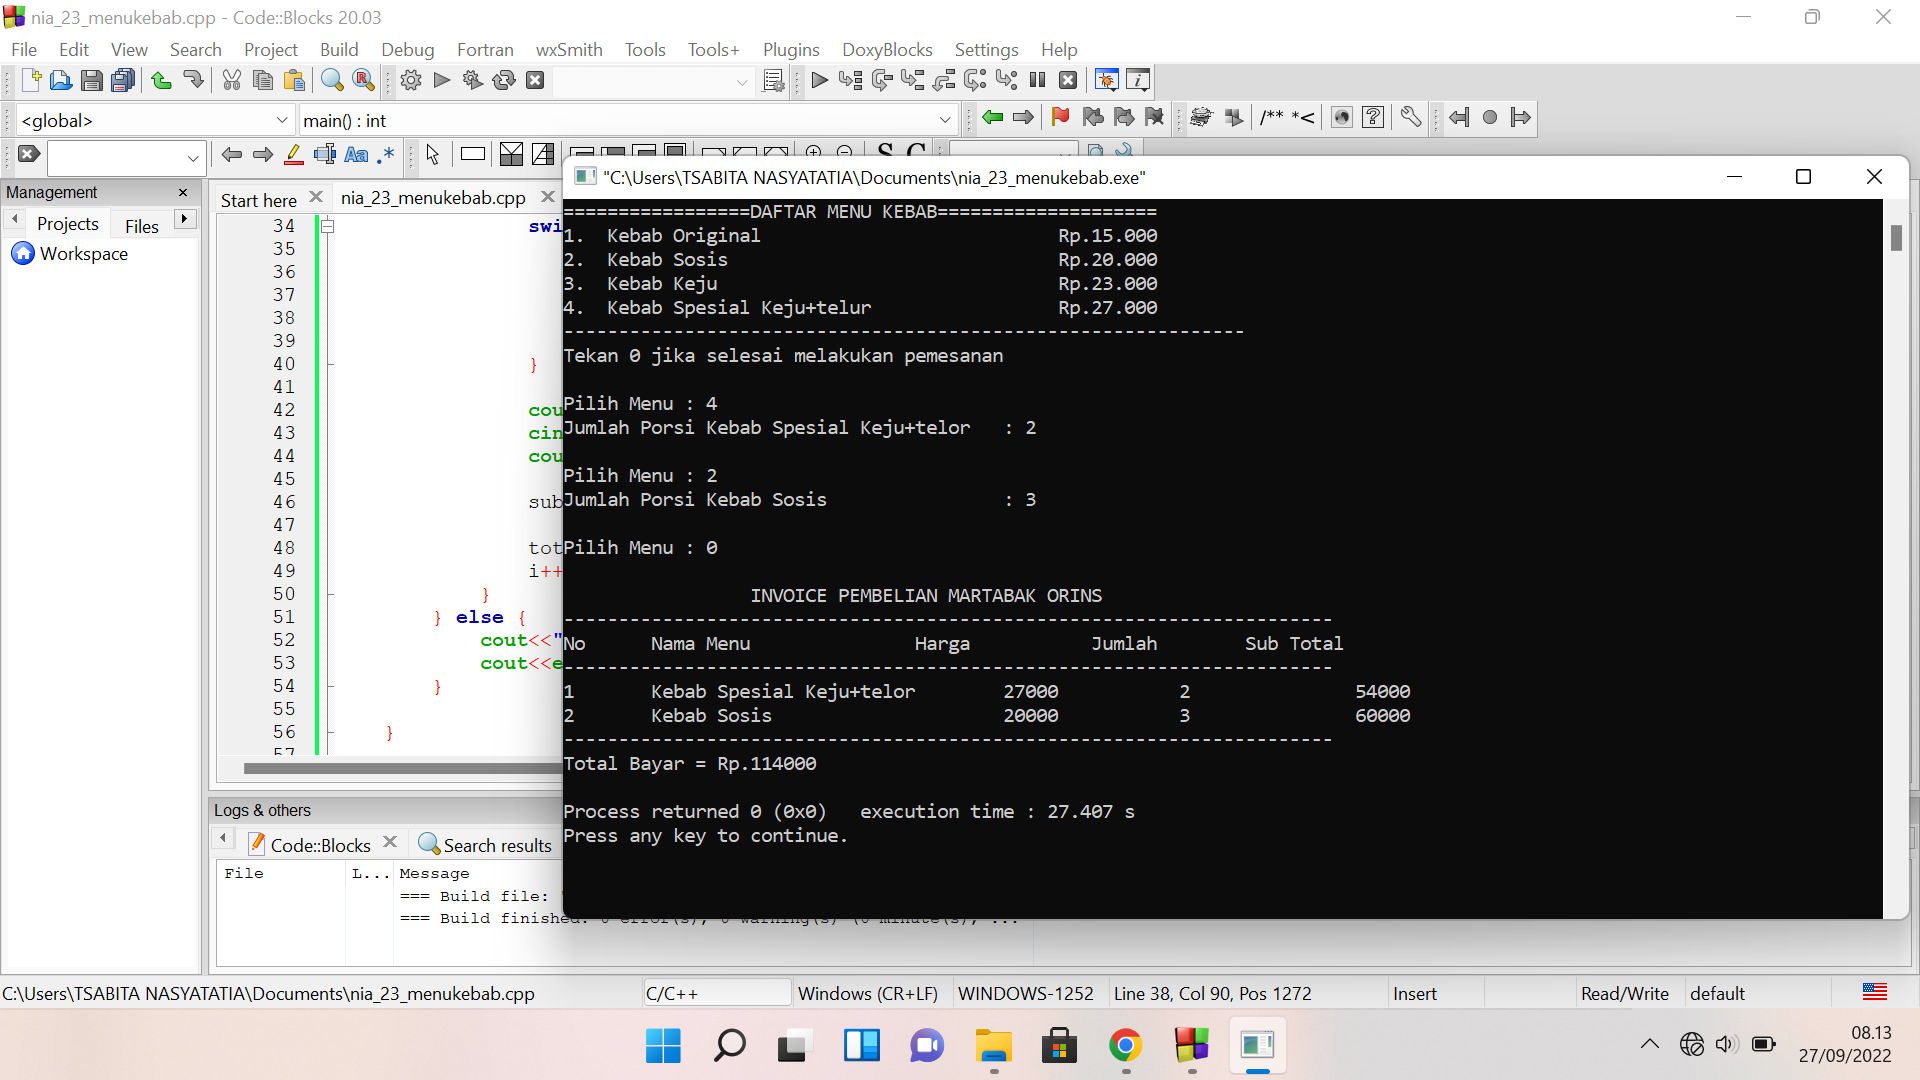 nia_23_menukebab.cpp - Code::Blocks 20.03
File Edit View Search Project Build Debug Fortran wxSmith Tools Tools+ Plugins DoxyBlocks Settings Help
<global>
main() : int
/** *<
Aa .*
S C
Management
Projects Files
Workspace
Start here
nia_23_menukebab.cpp
34 swi
35
36
37
38
39
40 }
41
42 cou
43 cin
44 cou
45
46 sub
47
48 tot
49 i++
50 }
51 } else {
52 cout<<"
53 cout<<e
54 }
55
56 }
57
"C:\Users\TSABITA NASYATATIA\Documents\nia_23_menukebab.exe"
=================DAFTAR MENU KEBAB====================
1. Kebab Original Rp.15.000
2. Kebab Sosis Rp.20.000
3. Kebab Keju Rp.23.000
4. Kebab Spesial Keju+telur Rp.27.000
--------------------------------------------------------------
Tekan 0 jika selesai melakukan pemesanan
Pilih Menu : 4
Jumlah Porsi Kebab Spesial Keju+telor : 2
Pilih Menu : 2
Jumlah Porsi Kebab Sosis : 3
Pilih Menu : 0
INVOICE PEMBELIAN MARTABAK ORINS
----------------------------------------------------------------------
No Nama Menu Harga Jumlah Sub Total
----------------------------------------------------------------------
1 Kebab Spesial Keju+telor 27000 2 54000
2 Kebab Sosis 20000 3 60000
----------------------------------------------------------------------
Total Bayar = Rp.114000
Process returned 0 (0x0) execution time : 27.407 s
Press any key to continue.
Logs & others
Code::Blocks
Search results
File L... Message
=== Build file:
=== Build finished: 0 error(s), 0 warning(s) (0 minute(s), ...
C:\Users\TSABITA NASYATATIA\Documents\nia_23_menukebab.cpp C/C++ Windows (CR+LF) WINDOWS-1252 Line 38, Col 90, Pos 1272 Insert Read/Write default
08.13
27/09/2022